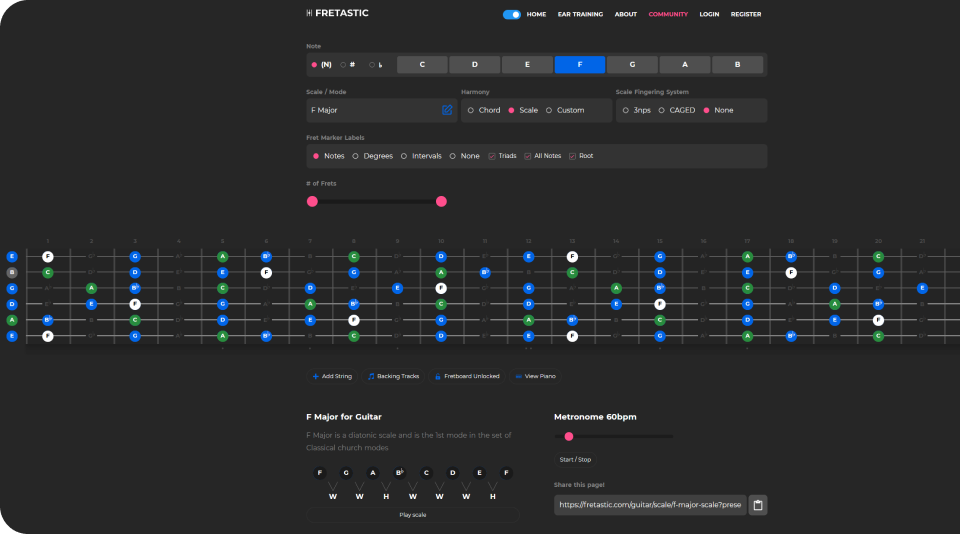 FRETASTIC HOME EAR TRAINING ABOUT COMMUNITY LOGIN REGISTER
Note
(N) # ♭ C D E F G A B
Scale / Mode Harmony Scale Fingering System
F Major Chord Scale Custom 3nps CAGED None
Fret Marker Labels
Notes Degrees Intervals None Triads All Notes Root
# of Frets
1 2 3 4 5 6 7 8 9 10 11 12 13 14 15 16 17 18 19 20 21
E F G A B♭ C D E F G A B♭ C
B C D E F G A B♭ C D E F G
G A B♭ C D E F G A B♭ C D E
D E F G A B♭ C D E F G A B♭
A B♭ C D E F G A B♭ C D E F
E F G A B♭ C D E F G A B♭ C
Add String Backing Tracks Fretboard Unlocked View Piano
F Major for Guitar
F Major is a diatonic scale and is the 1st mode in the set of
Classical church modes
F G A B♭ C D E F
W W H W W W H
Play scale
Metronome 60bpm
Start / Stop
Share this page!
https://fretastic.com/guitar/scale/f-major-scale?prese